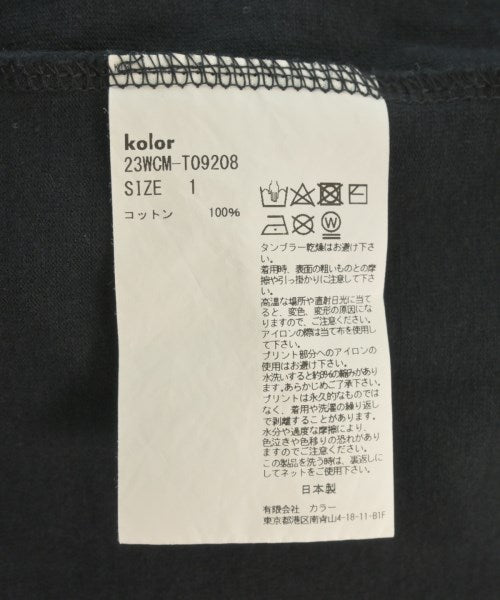 kolor
23WCM-T09208
SIZE 1
コットン 100%
タンブラー乾燥はお避け下さ
い。
着用時、表面の粗いものとの摩
擦や引っ掛かりに注意して下さ
い。
高温な場所や直射日光に当て
ると、変色、変形の原因にな
りますので、ご注意ください。
アイロンの際は当て布を使用し
て下さい。
プリント部分へのアイロンの
使用はお避け下さい。
水洗いすると約3%の縮みがあり
ます。あらかじめご了承下さい。
プリントは永久的なものでは
なく、着用や洗濯の繰り返し
で剥離することがあります。
水分や過度な摩擦により、
色泣きや色移りの恐れがあり
ますのでご注意下さい。
この製品を洗う時は、裏返しに
してネットをご使用下さい。
日本製
有限会社 カラー
東京都港区南青山4-18-11-B1F